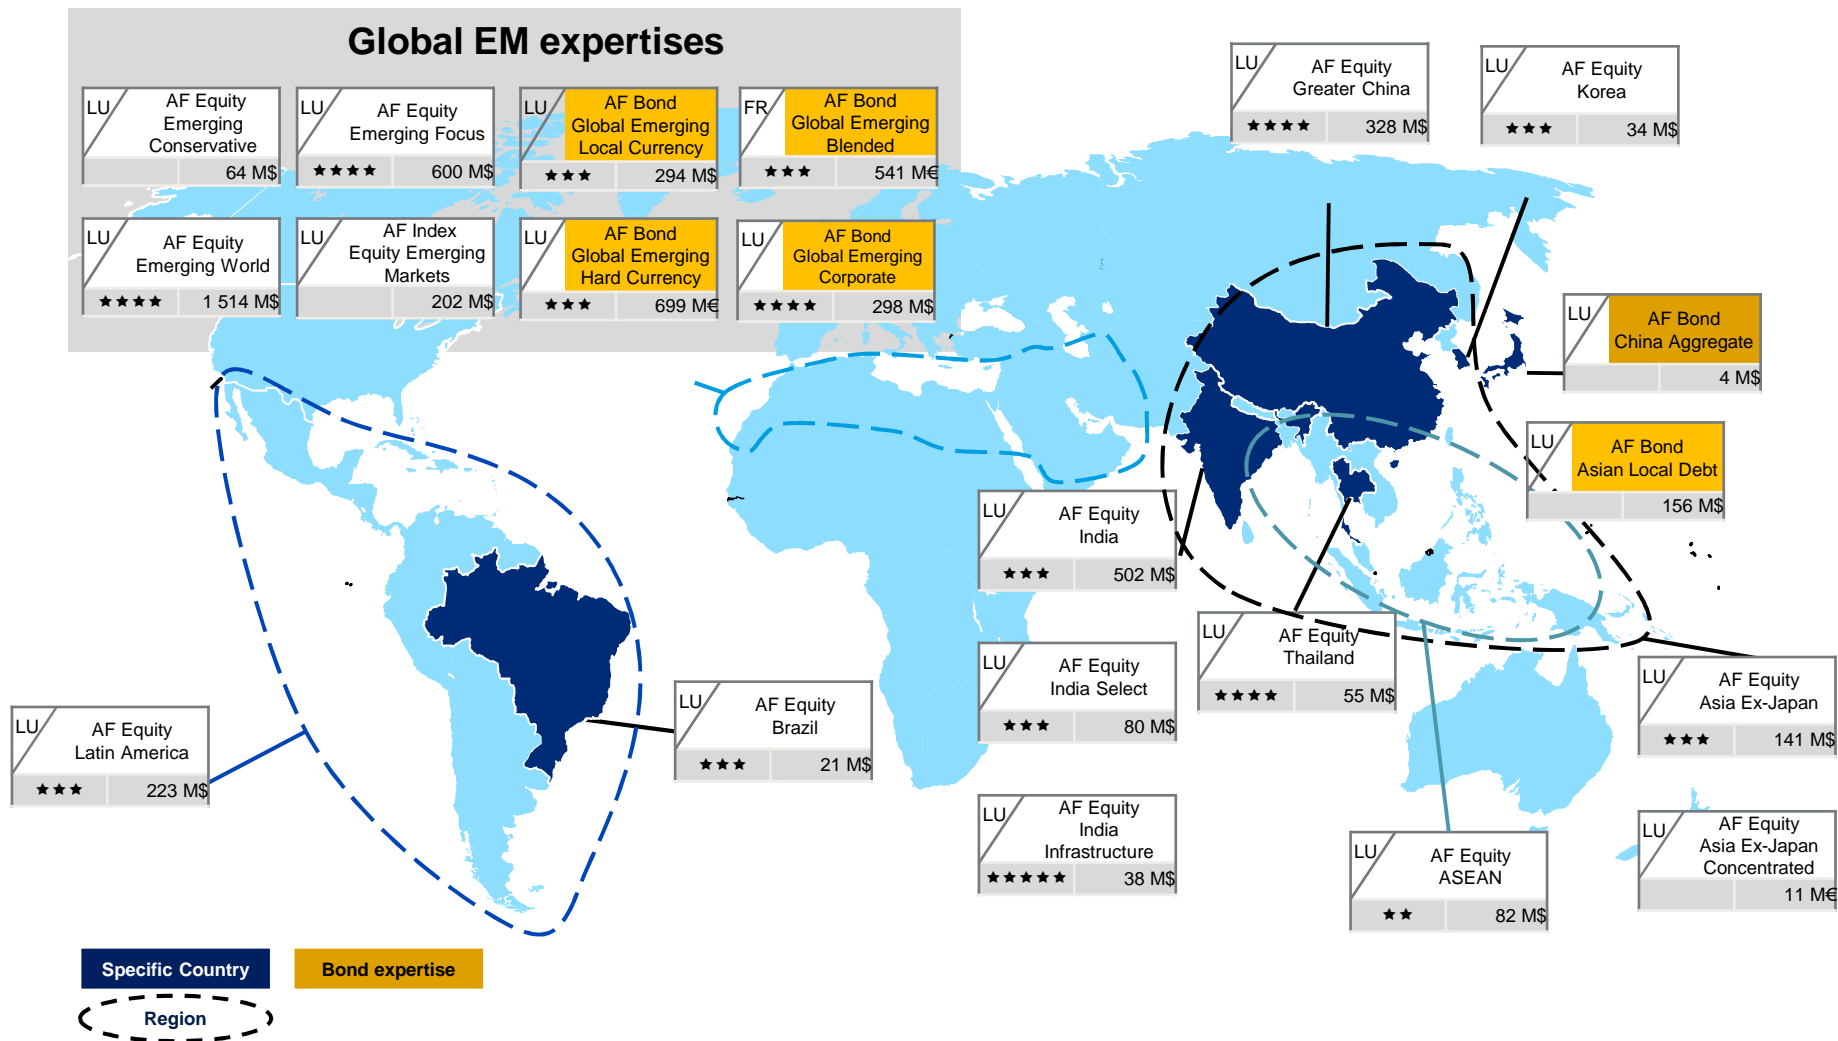 Global EM expertises
LU
AF Equity
Emerging
Conservative
64 M$
LU
AF Equity
Emerging Focus
★★★★
600 M$
LU
AF Bond
Global Emerging
Local Currency
★★★
294 M$
FR
AF Bond
Global Emerging
Blended
★★★
541 M€
LU
AF Equity
Emerging World
★★★★
1 514 M$
LU
AF Index
Equity Emerging
Markets
202 M$
LU
AF Bond
Global Emerging
Hard Currency
★★★
699 M€
LU
AF Bond
Global Emerging
Corporate
★★★★
298 M$
LU
AF Equity
Greater China
★★★★
328 M$
LU
AF Equity
Korea
★★★
34 M$
LU
AF Bond
China Aggregate
4 M$
LU
AF Bond
Asian Local Debt
156 M$
LU
AF Equity
India
★★★
502 M$
LU
AF Equity
Thailand
★★★★
55 M$
LU
AF Equity
India Select
★★★
80 M$
LU
AF Equity
Asia Ex-Japan
★★★
141 M$
LU
AF Equity
Latin America
★★★
223 M$
LU
AF Equity
Brazil
★★★
21 M$
LU
AF Equity
India
Infrastructure
★★★★★
38 M$
LU
AF Equity
ASEAN
★★
82 M$
LU
AF Equity
Asia Ex-Japan
Concentrated
11 M€
Specific Country
Bond expertise
Region